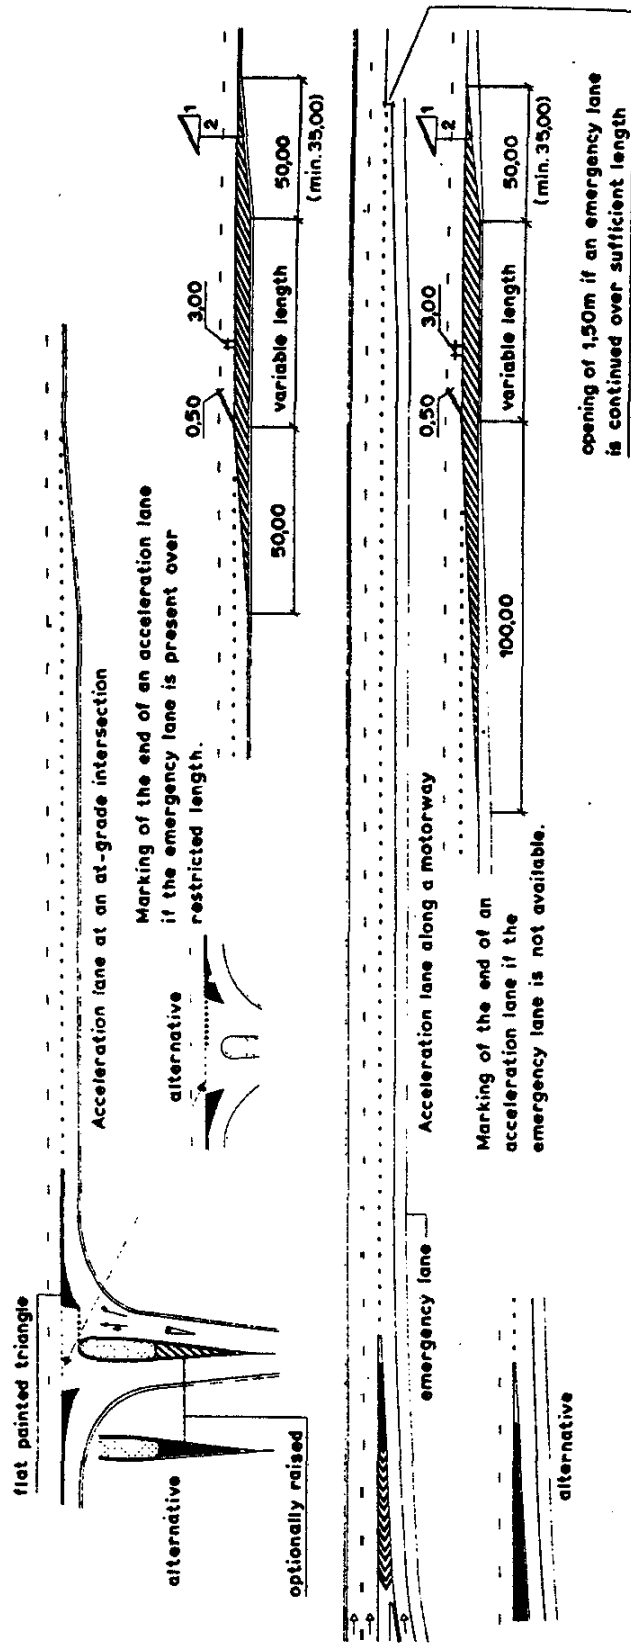 flat painted triangle
alternative
optionally raised
Acceleration lane at an at-grade intersection
alternative
Marking of the end of an acceleration lane
if the emergency lane is present over
restricted length.
0,50
3,00
1
2
50,00
variable length
50,00
(min. 35,00)
emergency lane
Acceleration lane along a motorway
alternative
Marking of the end of an
acceleration lane if the
emergency lane is not available.
0,50
3,00
1
2
100,00
variable length
50,00
(min. 35,00)
opening of 1,50m if an emergency lane
is continued over sufficient length